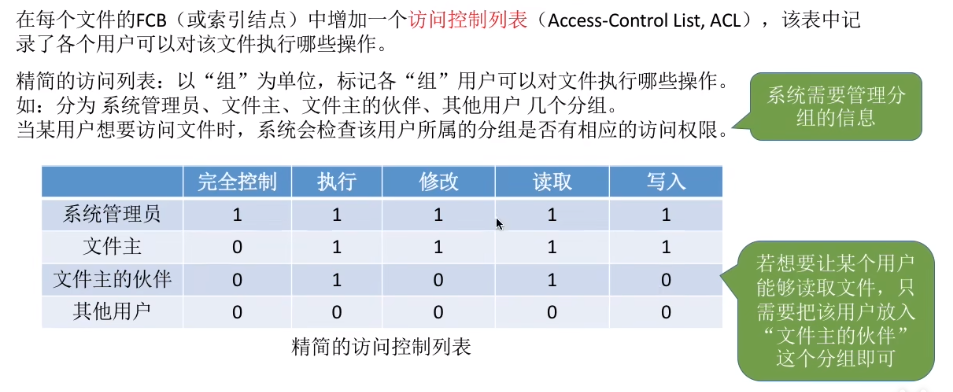 在每个文件的FCB（或索引结点）中增加一个访问控制列表（Access-Control List, ACL），该表中记
录了各个用户可以对该文件执行哪些操作。
精简的访问列表：以“组”为单位，标记各“组”用户可以对文件执行哪些操作。
如：分为 系统管理员、文件主、文件主的伙伴、其他用户 几个分组。
当某用户想要访问文件时，系统会检查该用户所属的分组是否有相应的访问权限。
系统需要管理分
组的信息
完全控制 执行 修改 读取 写入
系统管理员 1 1 1 1 1
文件主 0 1 1 1 1
文件主的伙伴 0 1 0 1 0
其他用户 0 0 0 0 0
精简的访问控制列表
若想要让某个用户
能够读取文件，只
需要把该用户放入
“文件主的伙伴”
这个分组即可